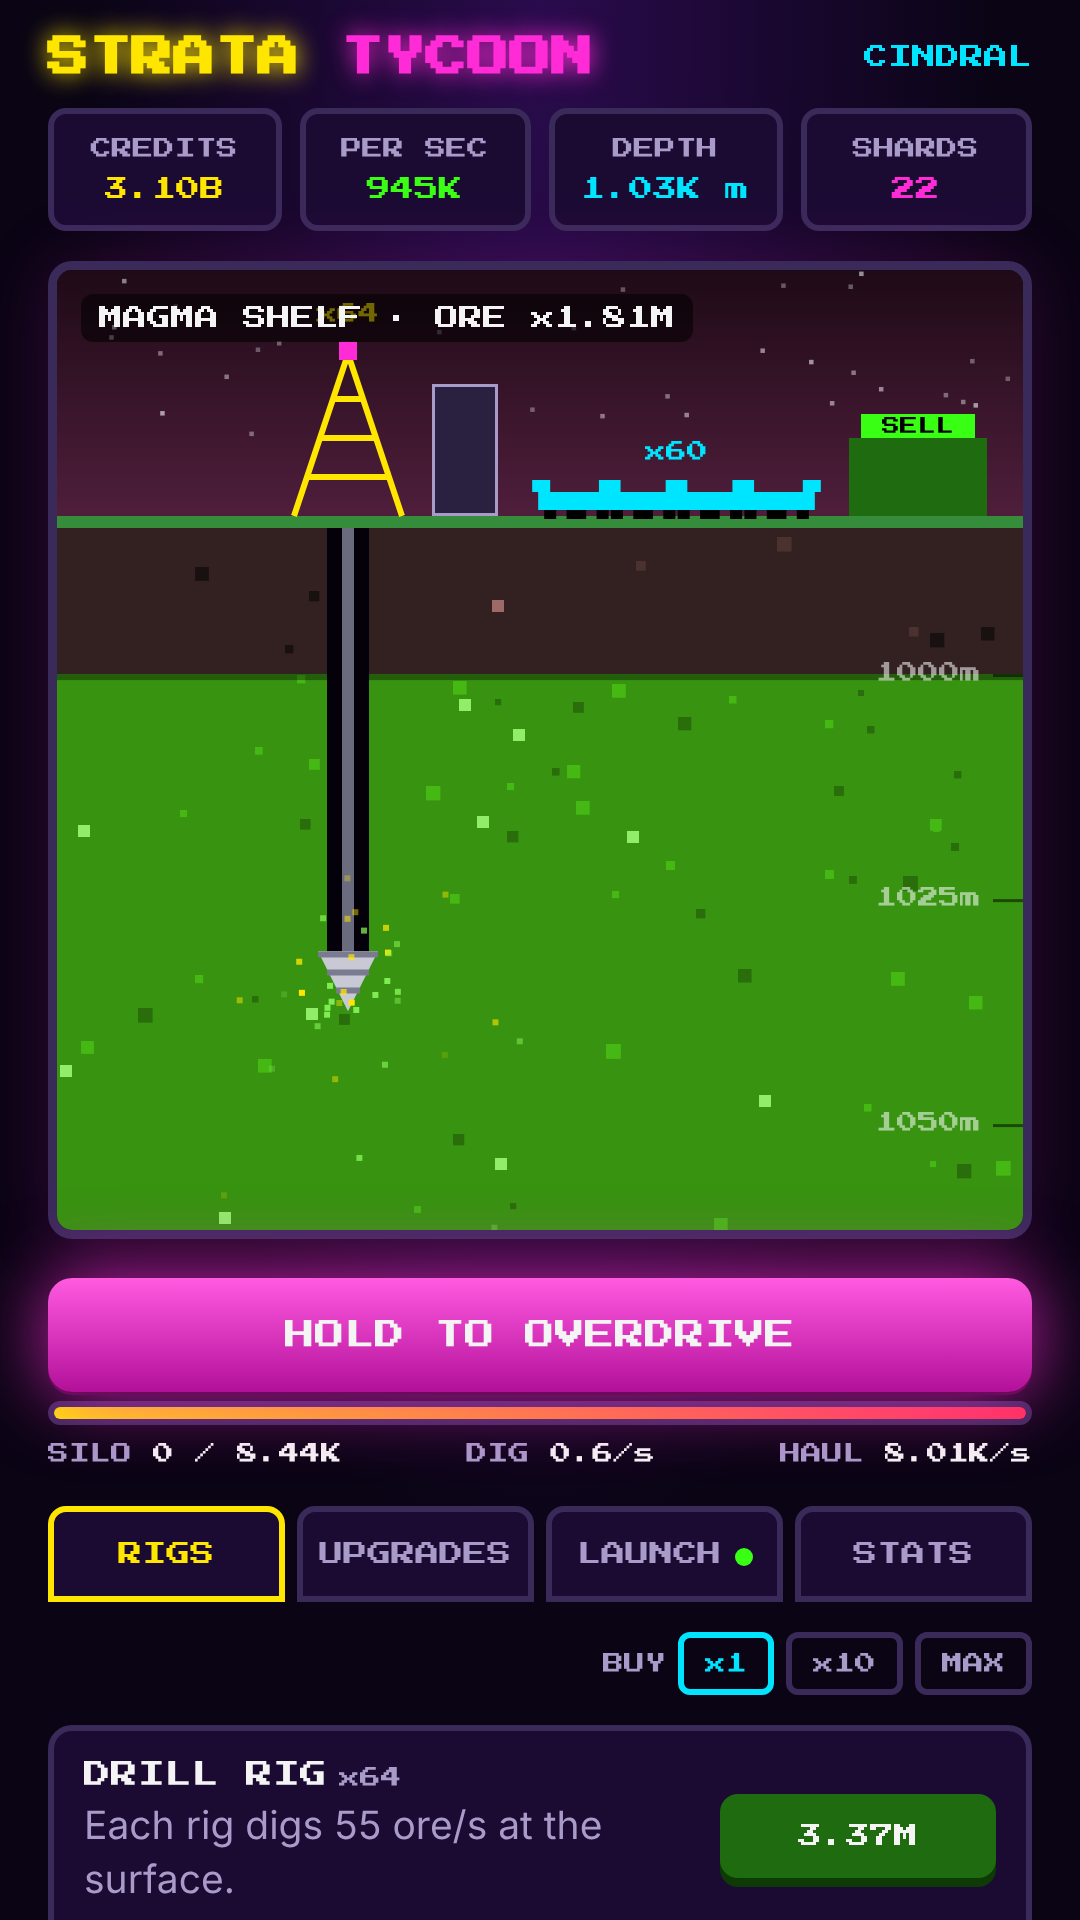 STRATA TYCOON
CINDRAL
CREDITS
3.10B
PER SEC
945K
DEPTH
1.03K m
SHARDS
22
x64
MAGMA SHELF · ORE x1.81M
x60
SELL
1000m
1025m
1050m
HOLD TO OVERDRIVE
SILO 0 / 8.44K
DIG 0.6/s
HAUL 8.01K/s
RIGS
UPGRADES
LAUNCH
STATS
BUY
x1
x10
MAX
DRILL RIG x64
Each rig digs 55 ore/s at the
surface.
3.37M